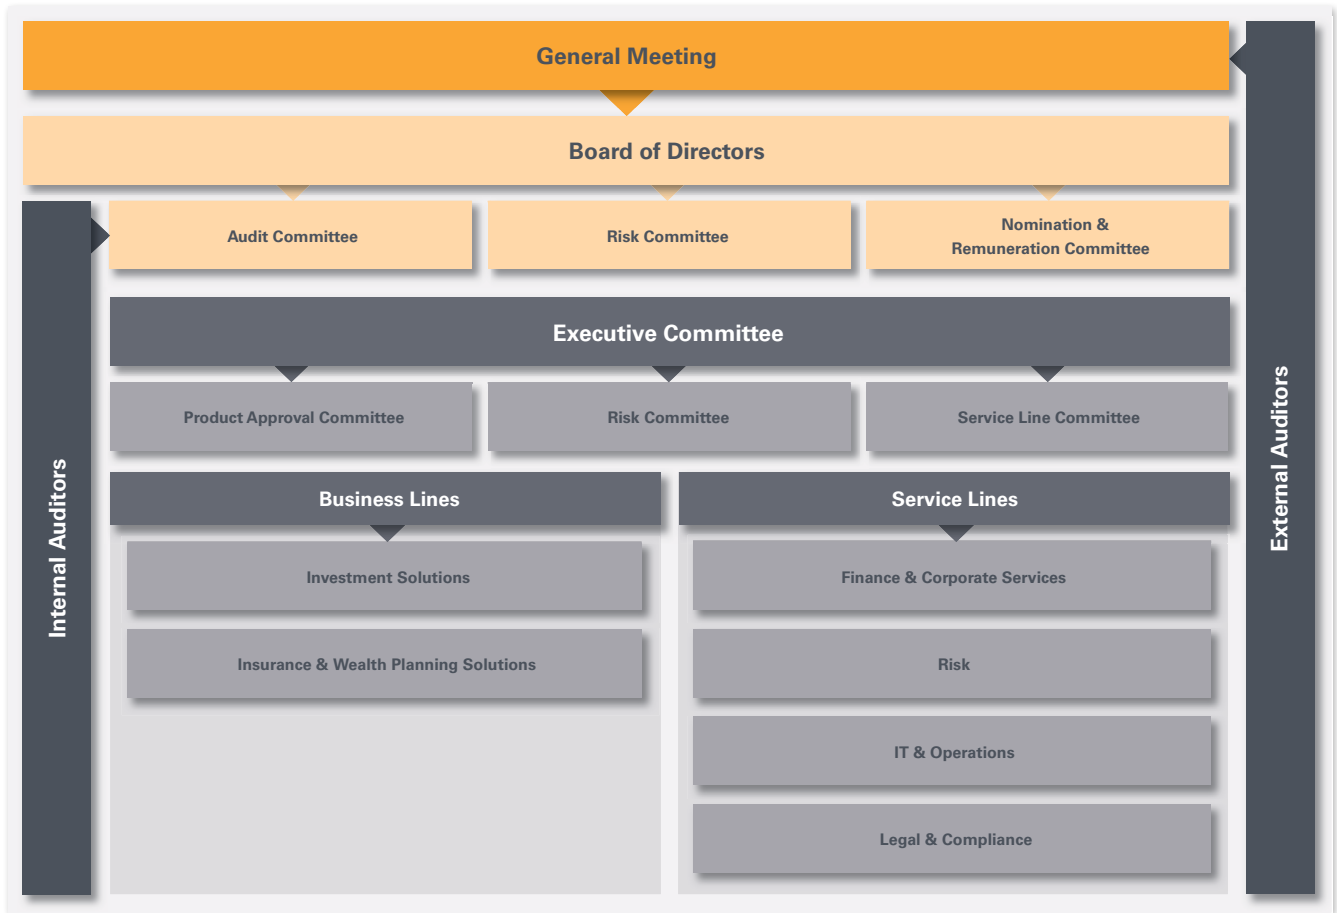 General Meeting
Board of Directors
Audit Committee
Risk Committee
Nomination &
Remuneration Committee
Executive Committee
Product Approval Committee
Risk Committee
Service Line Committee
Business Lines
Service Lines
Investment Solutions
Finance & Corporate Services
Insurance & Wealth Planning Solutions
Risk
IT & Operations
Legal & Compliance
Internal Auditors
External Auditors